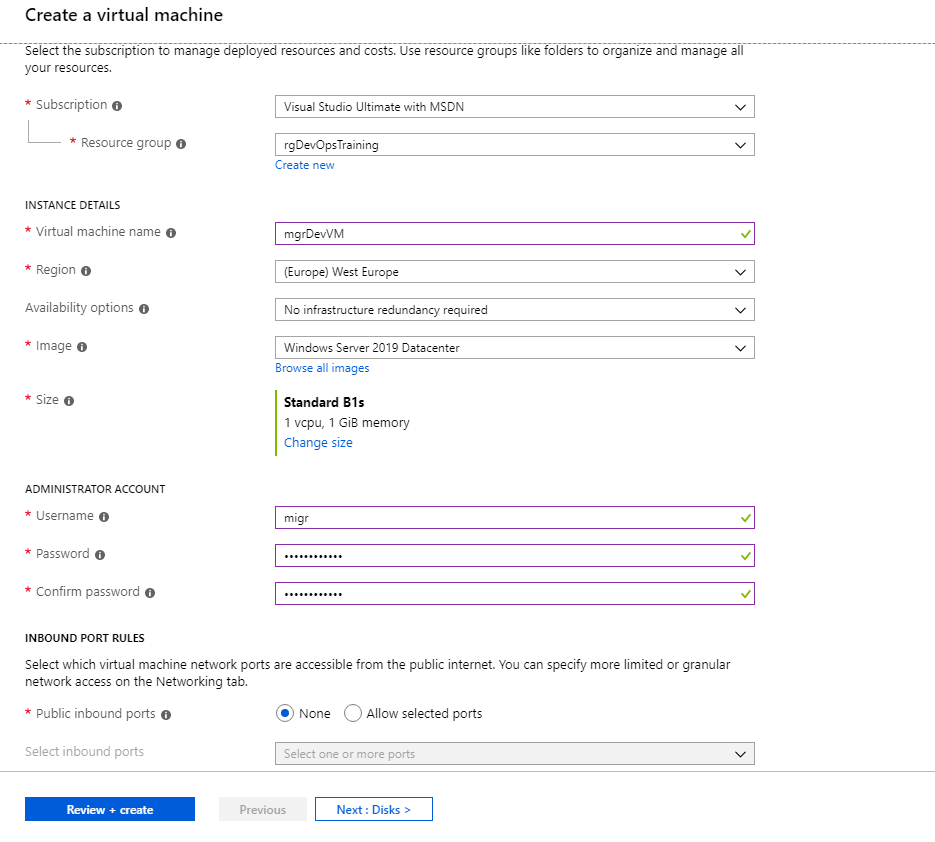 Create a virtual machine
Select the subscription to manage deployed resources and costs. Use resource groups like folders to organize and manage all
your resources.
* Subscription
Visual Studio Ultimate with MSDN
* Resource group
rgDevOpsTraining
Create new
INSTANCE DETAILS
* Virtual machine name
mgrDevVM
* Region
(Europe) West Europe
Availability options
No infrastructure redundancy required
* Image
Windows Server 2019 Datacenter
Browse all images
* Size
Standard B1s
1 vcpu, 1 GiB memory
Change size
ADMINISTRATOR ACCOUNT
* Username
migr
* Password
••••••••••••
* Confirm password
••••••••••••
INBOUND PORT RULES
Select which virtual machine network ports are accessible from the public internet. You can specify more limited or granular
network access on the Networking tab.
* Public inbound ports
None
Allow selected ports
Select inbound ports
Select one or more ports
Review + create
Previous
Next : Disks >